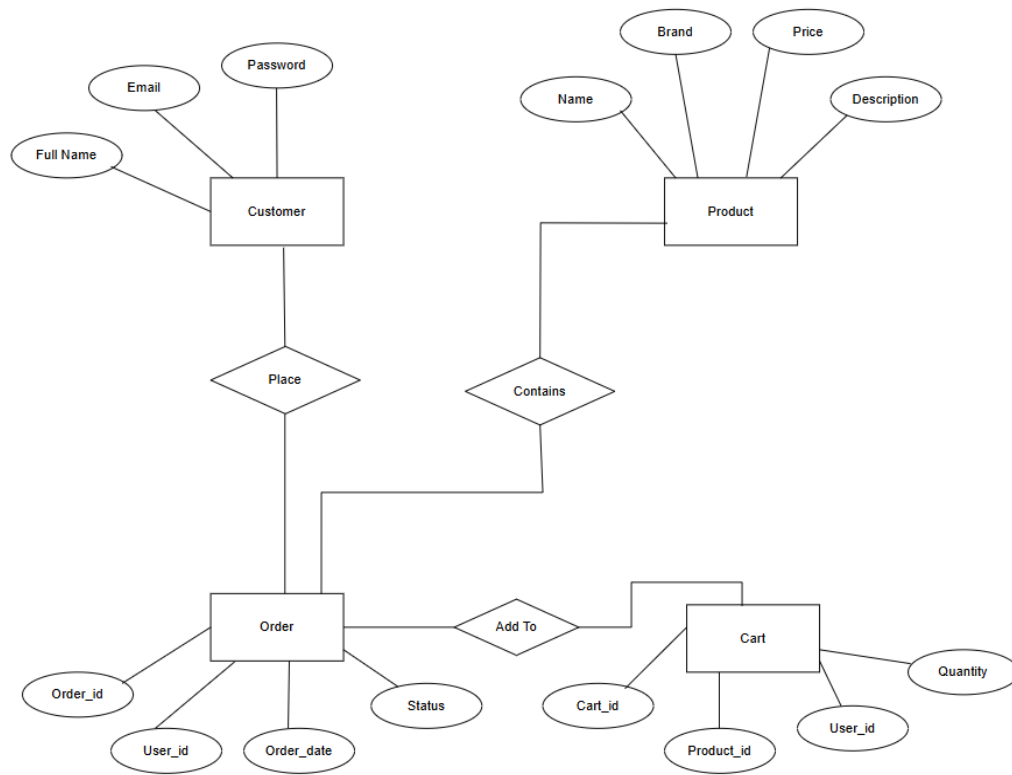 Brand
Price
Password
Email
Name
Description
Full Name
Customer
Product
Place
Contains
Order
Add To
Cart
Quantity
Order_id
Status
Cart_id
User_id
User_id
Order_date
Product_id